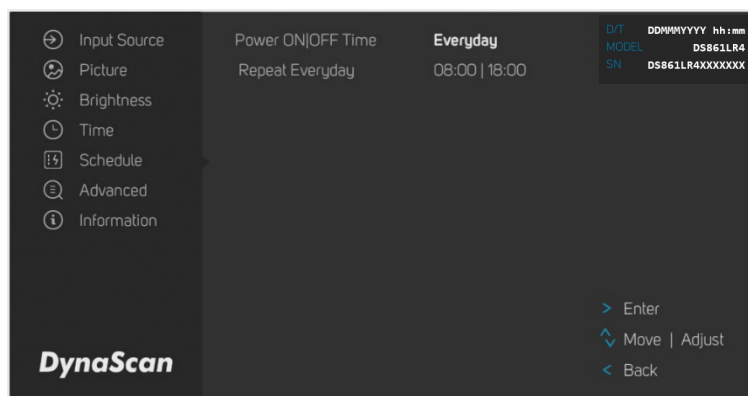 Input Source
Picture
Brightness
Time
Schedule
Advanced
Information
DynaScan
Power ON|OFF Time Everyday
Repeat Everyday 08:00 | 18:00
D/T DDMMMYYYY hh:mm
MODEL DS861LR4
SN DS861LR4XXXXXXX
> Enter
Move | Adjust
< Back